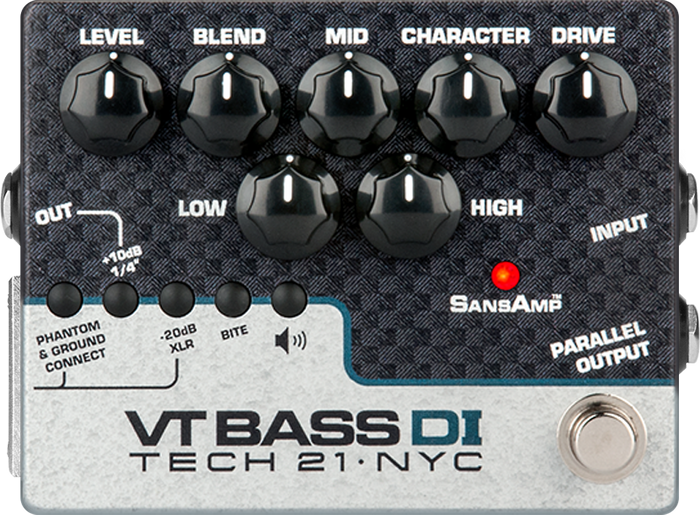 LEVEL BLEND MID CHARACTER DRIVE
LOW HIGH
OUT
+10dB
1/4"
INPUT
SANSAMP™
PHANTOM
& GROUND
CONNECT
-20dB
XLR
BITE
PARALLEL
OUTPUT
VT BASS DI
TECH 21·NYC